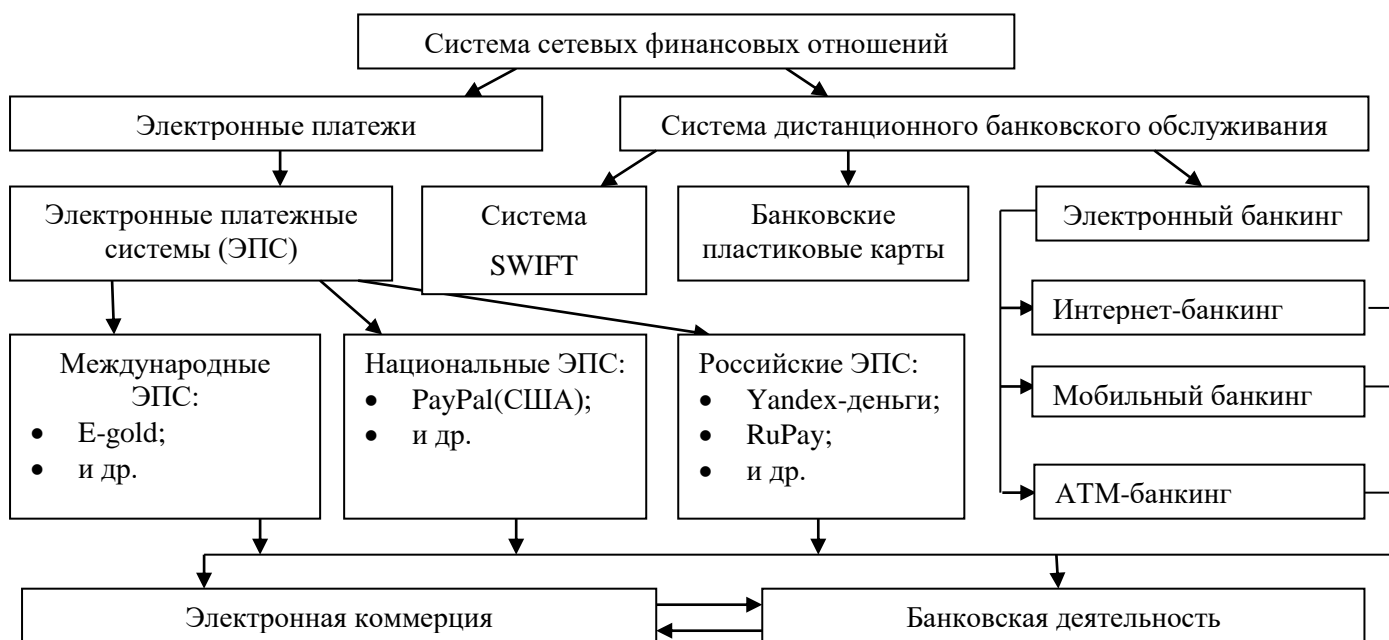 Система сетевых финансовых отношений
Электронные платежи
Система дистанционного банковского обслуживания
Электронные платежные
системы (ЭПС)
Система
SWIFT
Банковские
пластиковые карты
Электронный банкинг
Интернет-банкинг
Мобильный банкинг
АТМ-банкинг
Международные
ЭПС:
• E-gold;
• и др.
Национальные ЭПС:
• PayPal(США);
• и др.
Российские ЭПС:
• Yandex-деньги;
• RuPay;
• и др.
Электронная коммерция
Банковская деятельность